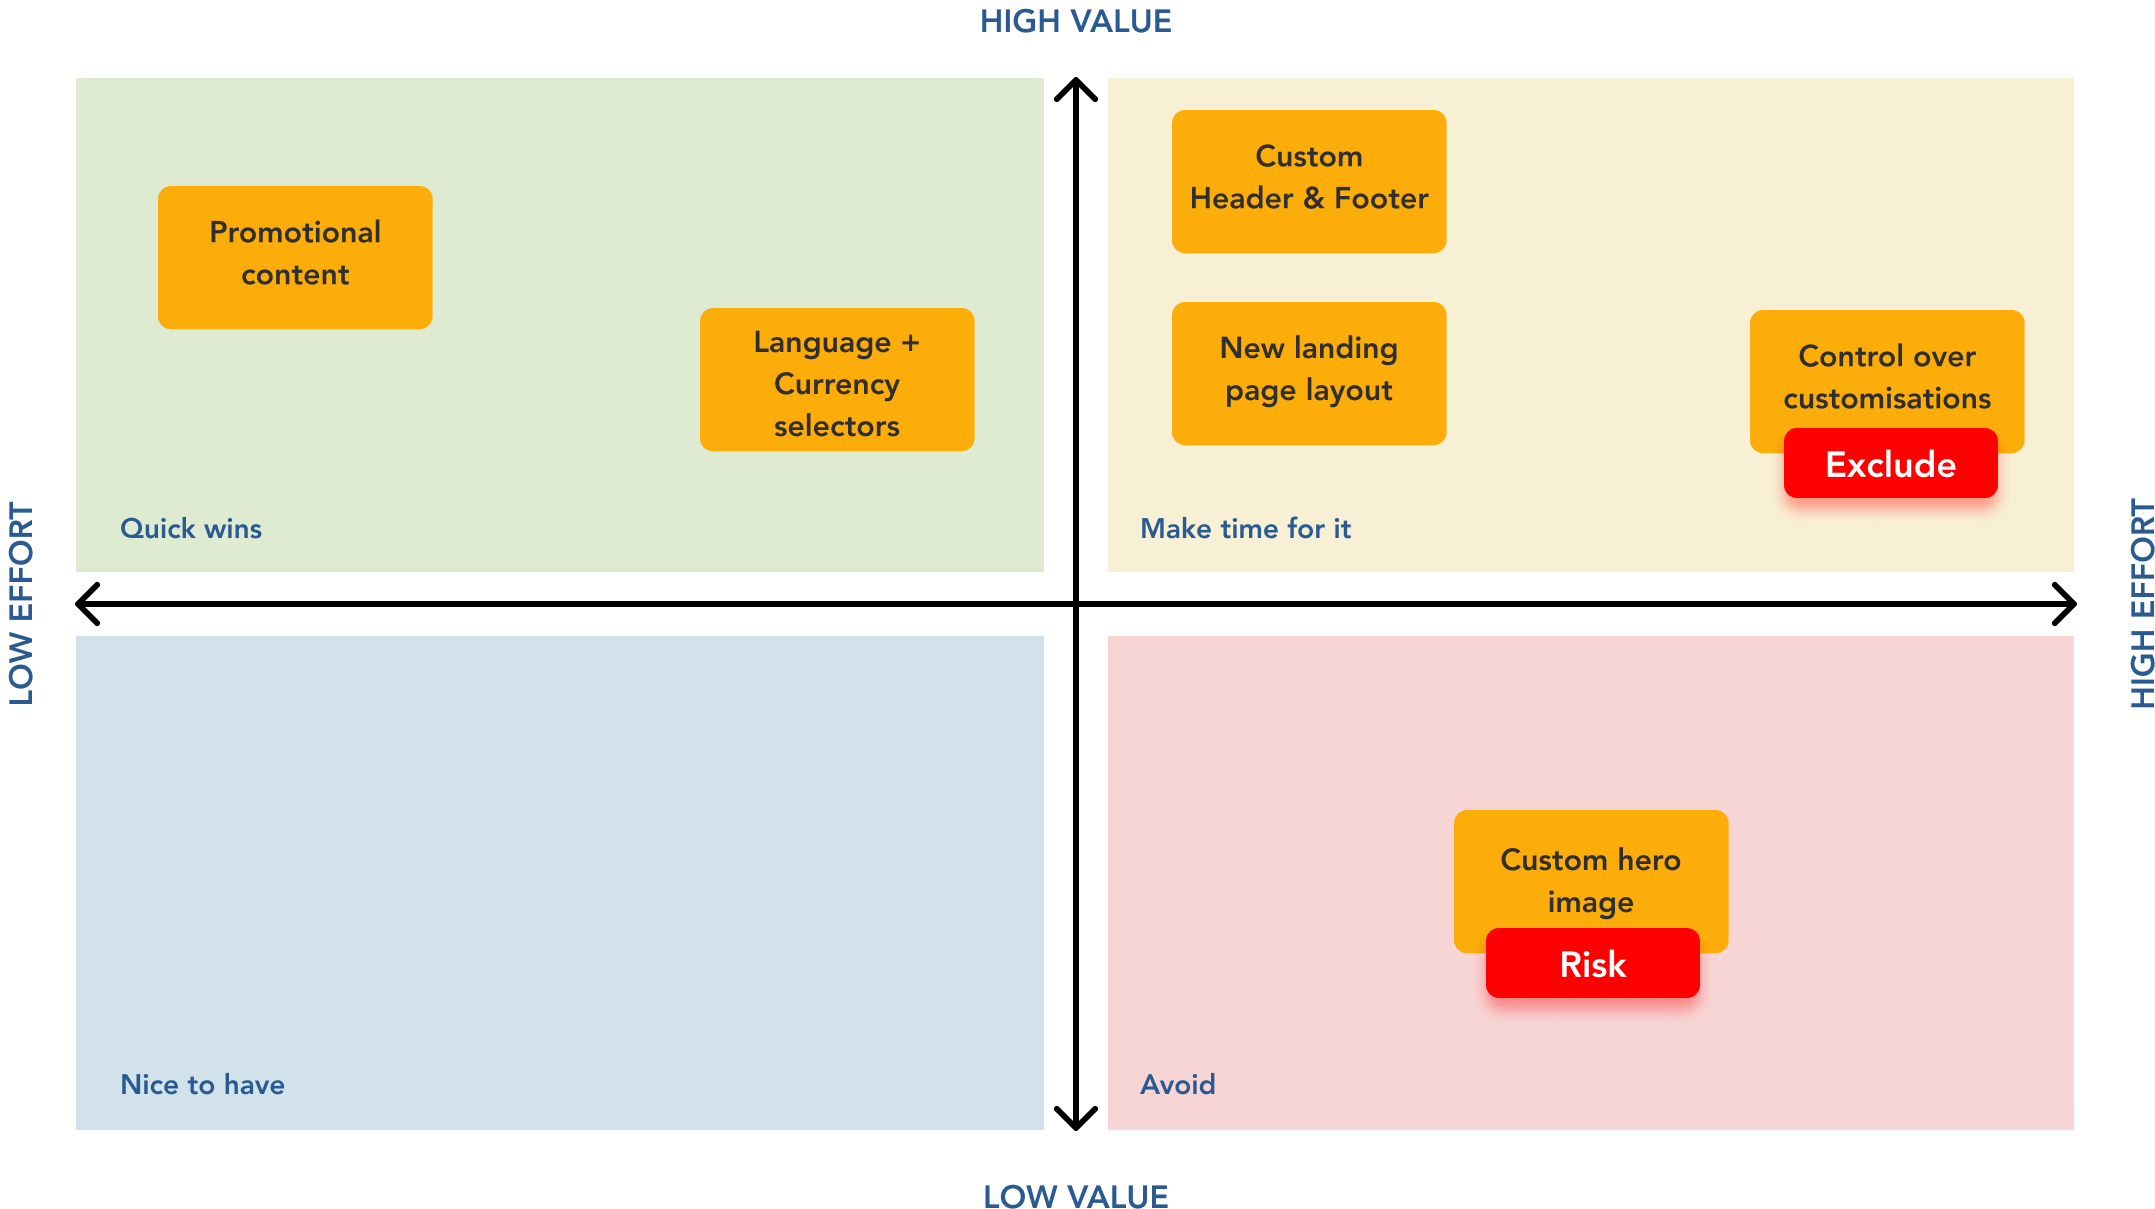 HIGH VALUE
Promotional
content
Language +
Currency
selectors
Quick wins
Custom
Header & Footer
New landing
page layout
Control over
customisations
Exclude
Make time for it
LOW EFFORT
HIGH EFFORT
Nice to have
Custom hero
image
Risk
Avoid
LOW VALUE